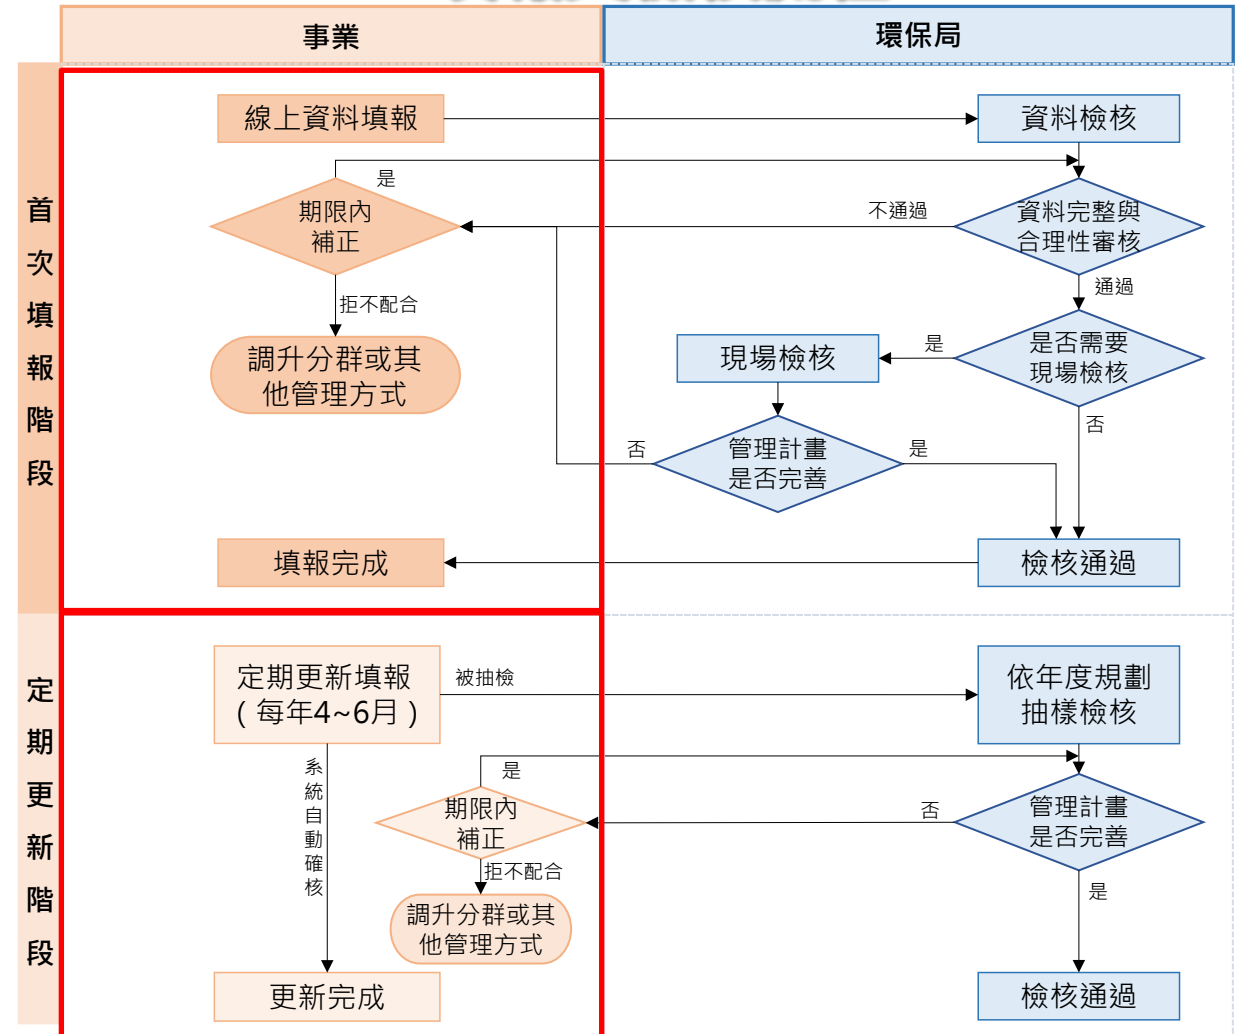 事業
環保局
首次填報階段
線上資料填報
資料檢核
是
期限內
補正
不通過
資料完整與
合理性審核
拒不配合
通過
調升分群或其
他管理方式
現場檢核
是
是否需要
現場檢核
否
否
管理計畫
是否完善
是
填報完成
檢核通過
定期更新階段
定期更新填報
（每年4~6月）
被抽檢
依年度規劃
抽樣檢核
系統自動確核
是
期限內
補正
否
管理計畫
是否完善
拒不配合
是
調升分群或其
他管理方式
更新完成
檢核通過